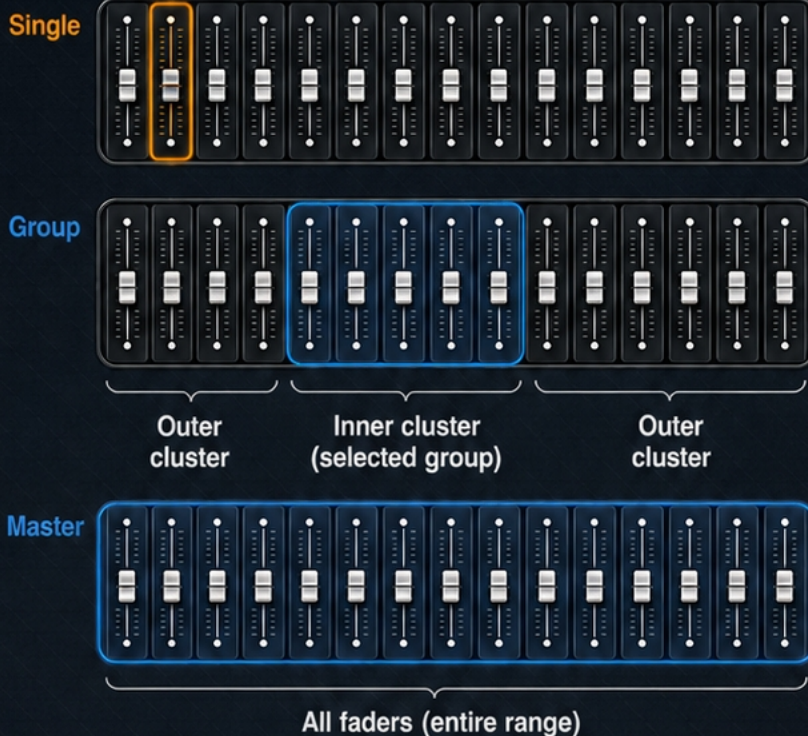 Single
Group
Outer
cluster
Inner cluster
(selected group)
Outer
cluster
Master
All faders (entire range)